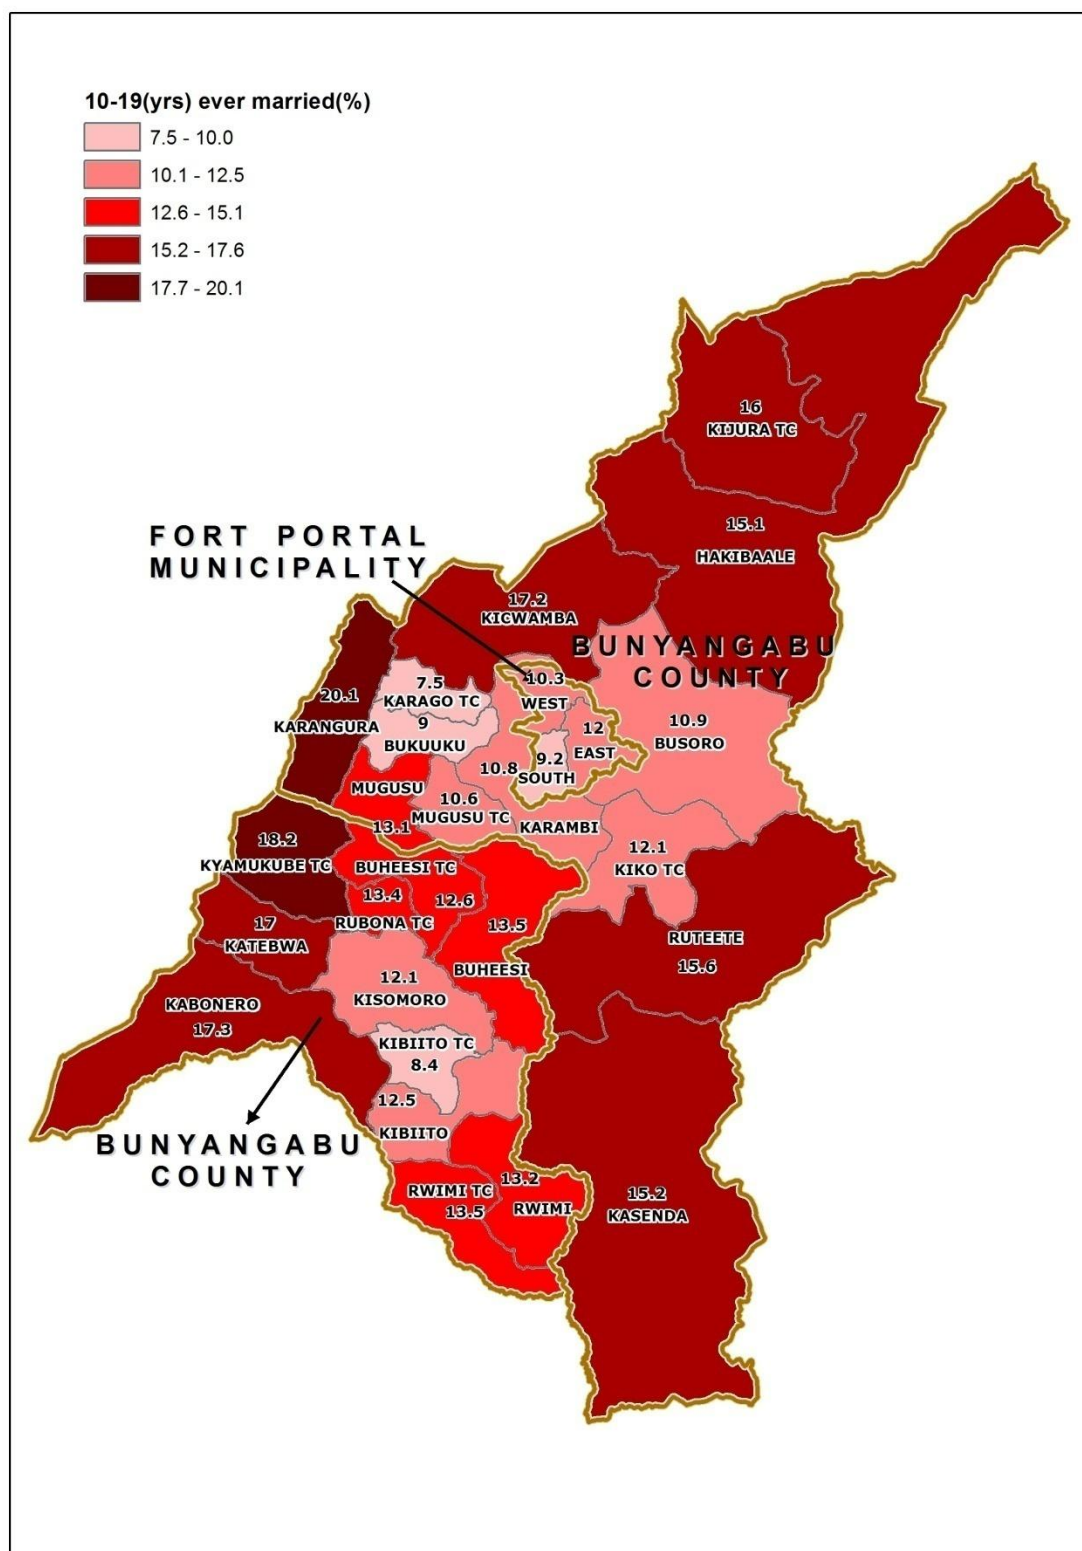 10-19(yrs) ever married(%)
7.5 - 10.0
10.1 - 12.5
12.6 - 15.1
15.2 - 17.6
17.7 - 20.1
16
KIJURA TC
15.1
HAKIBAALE
FORT PORTAL
MUNICIPALITY
17.2
KICWAMBA
BUNYANGABU
COUNTY
20.1
KARANGURA
7.5
KARAGO TC
9
BUKUUKU
10.3
WEST
12
EAST
9.2
SOUTH
10.9
BUSORO
MUGUSU
13.1
10.6
MUGUSU TC
10.8
KARAMBI
12.1
KIKO TC
18.2
KYAMUKUBE TC
BUHEESI TC
12.6
13.4
RUBONA TC
13.5
BUHEESI
RUTEETE
15.6
17
KATEBWA
12.1
KISOMORO
KABONERO
17.3
KIBIITO TC
8.4
12.5
KIBIITO
BUNYANGABU
COUNTY
RWIMI TC
13.5
13.2
RWIMI
15.2
KASENDA